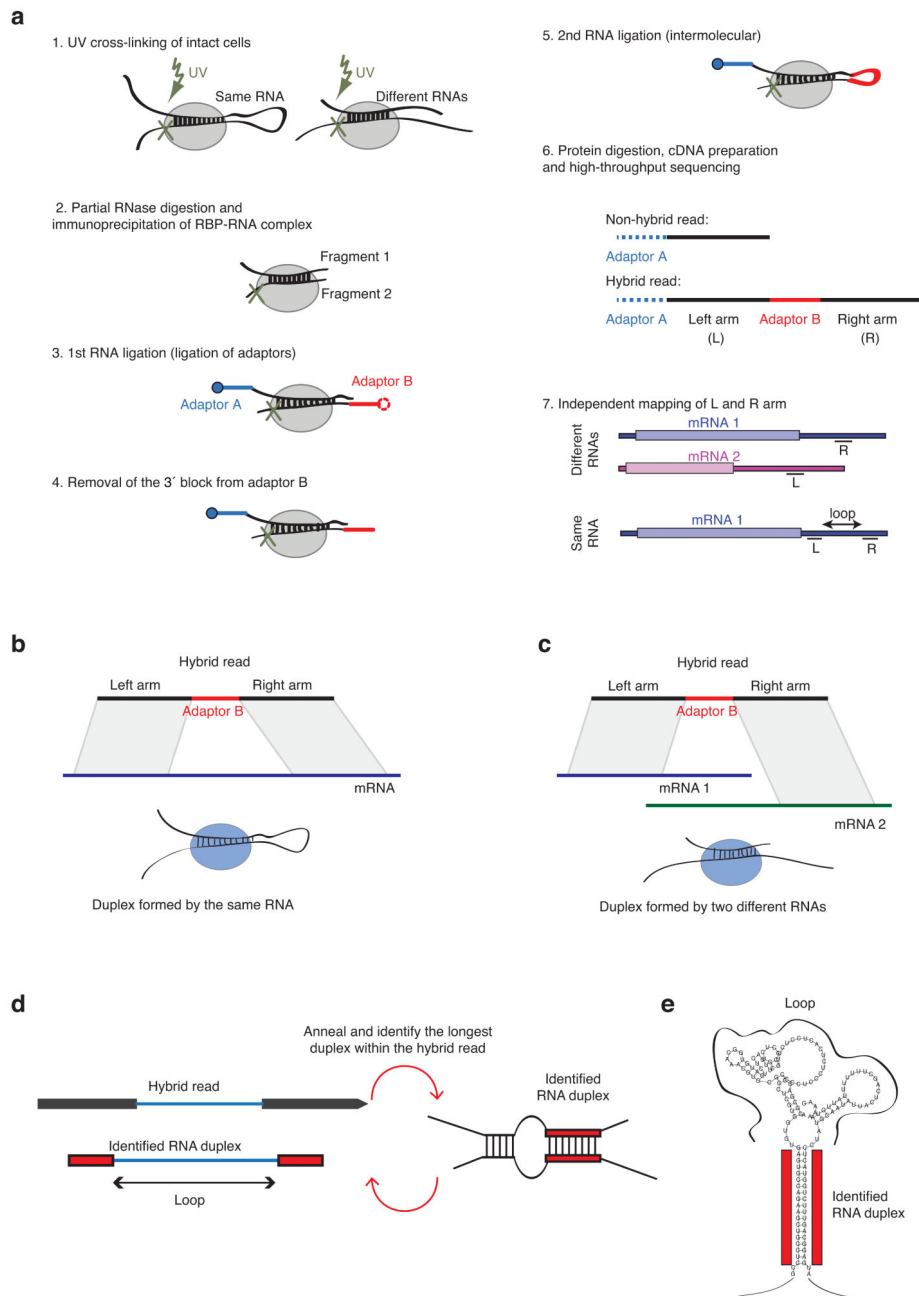 a
1. UV cross-linking of intact cells
UV
Same RNA
UV
Different RNAs
2. Partial RNase digestion and
immunoprecipitation of RBP-RNA complex
Fragment 1
Fragment 2
3. 1st RNA ligation (ligation of adaptors)
Adaptor A
Adaptor B
4. Removal of the 3´ block from adaptor B
5. 2nd RNA ligation (intermolecular)
6. Protein digestion, cDNA preparation
and high-throughput sequencing
Non-hybrid read:
Adaptor A
Hybrid read:
Adaptor A
Left arm
(L)
Adaptor B
Right arm
(R)
7. Independent mapping of L and R arm
Different
RNAs
mRNA 1
R
mRNA 2
L
Same
RNA
mRNA 1
loop
L
R
b
Hybrid read
Left arm
Adaptor B
Right arm
mRNA
Duplex formed by the same RNA
c
Hybrid read
Left arm
Adaptor B
Right arm
mRNA 1
mRNA 2
Duplex formed by two different RNAs
d
Anneal and identify the longest
duplex within the hybrid read
Hybrid read
Identified RNA duplex
Loop
Identified
RNA duplex
e
Loop
Identified
RNA duplex